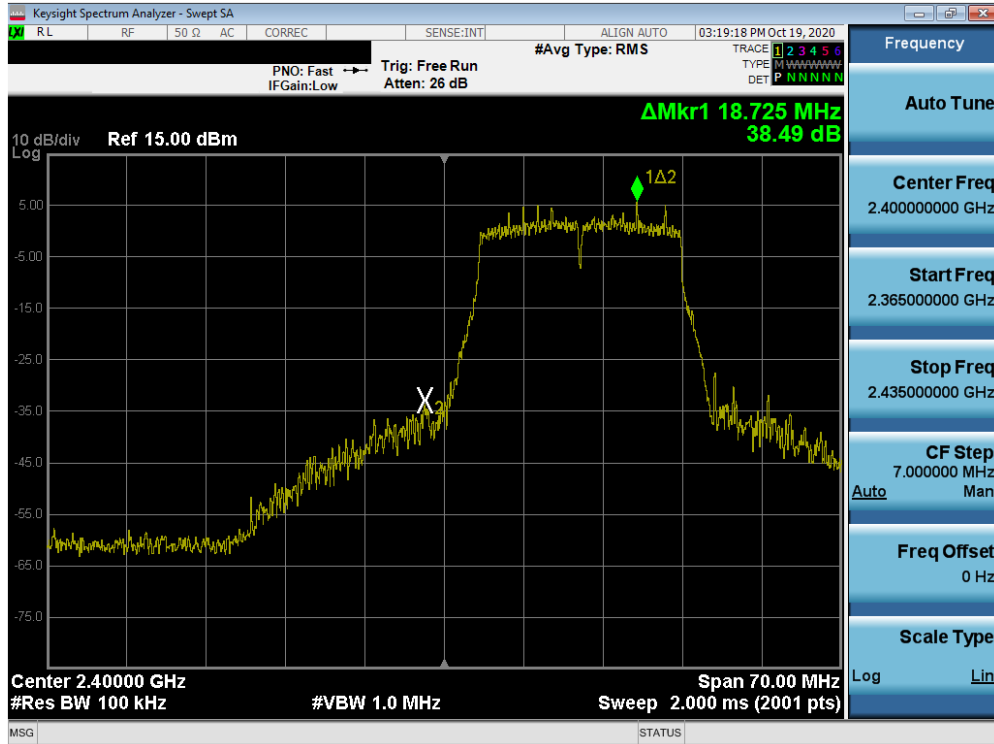 Keysight Spectrum Analyzer - Swept SA
LXI RL RF 50 Ω AC CORREC SENSE:INT ALIGN AUTO 03:19:18 PM Oct 19, 2020
#Avg Type: RMS
TRACE 1 2 3 4 5 6
TYPE M WWWWW
DET P N N N N N
PNO: Fast
IFGain:Low
Trig: Free Run
Atten: 26 dB
ΔMkr1 18.725 MHz
38.49 dB
10 dB/div Ref 15.00 dBm
Log
1Δ2
5.00
-5.00
-15.0
-25.0
X2
-35.0
-45.0
-55.0
-65.0
-75.0
Center 2.40000 GHz Span 70.00 MHz
#Res BW 100 kHz #VBW 1.0 MHz Sweep 2.000 ms (2001 pts)
MSG STATUS
Frequency
Auto Tune
Center Freq
2.400000000 GHz
Start Freq
2.365000000 GHz
Stop Freq
2.435000000 GHz
CF Step
7.000000 MHz
Auto Man
Freq Offset
0 Hz
Scale Type
Log Lin